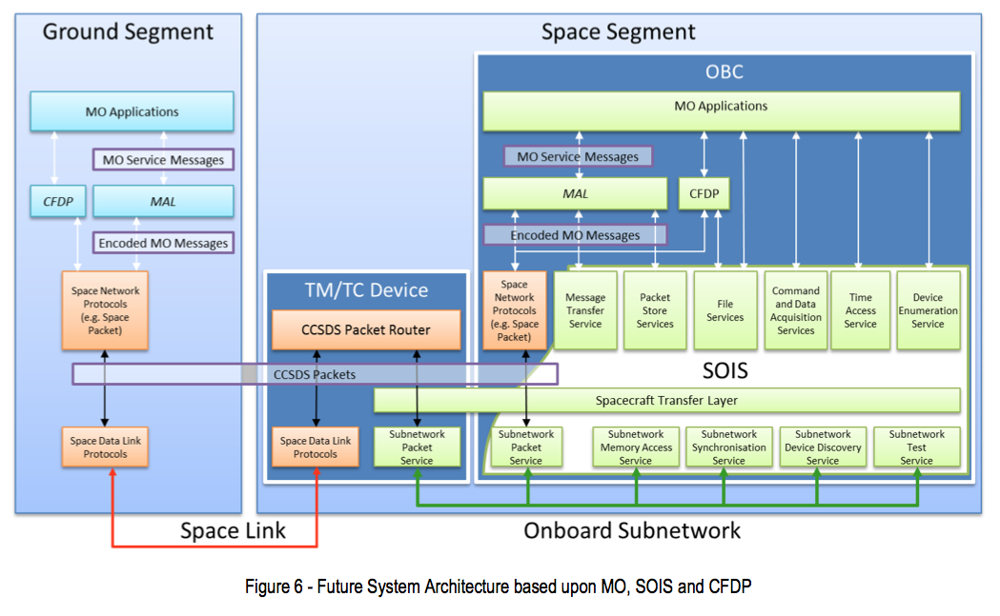 Ground Segment
MO Applications
MO Service Messages
CFDP
MAL
Encoded MO Messages
Space Network
Protocols
(e.g. Space
Packet)
Space Data Link
Protocols
Space Segment
TM/TC Device
CCSDS Packet Router
CCSDS Packets
Space Data Link
Protocols
Subnetwork
Packet
Service
OBC
MO Applications
MO Service Messages
MAL
CFDP
Encoded MO Messages
Space
Network
Protocols
(e.g. Space
Packet)
Message
Transfer
Service
Packet
Store
Services
File
Services
Command
and Data
Acquisition
Services
Time
Access
Service
Device
Enumeration
Service
SOIS
Spacecraft Transfer Layer
Subnetwork
Packet
Service
Subnetwork
Memory Access
Service
Subnetwork
Synchronisation
Service
Subnetwork
Device Discovery
Service
Subnetwork
Test
Service
Space Link
Onboard Subnetwork
Figure 6 - Future System Architecture based upon MO, SOIS and CFDP